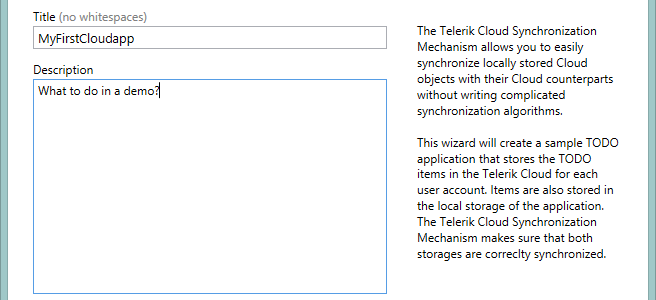 Title (no whitespaces)
MyFirstCloudapp
Description
What to do in a demo?
The Telerik Cloud Synchronization
Mechanism allows you to easily
synchronize locally stored Cloud
objects with their Cloud counterparts
without writing complicated
synchronization algorithms.
This wizard will create a sample TODO
application that stores the TODO
items in the Telerik Cloud for each
user account. Items are also stored in
the local storage of the application.
The Telerik Cloud Synchronization
Mechanism makes sure that both
storages are correclty synchronized.